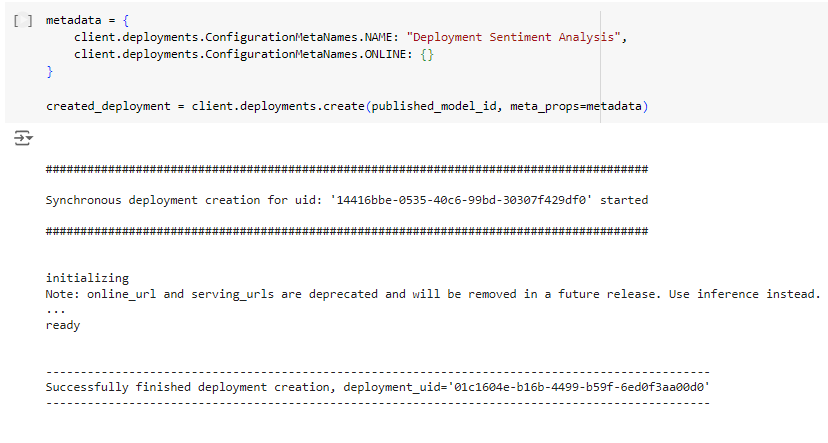 [ ] metadata = {
client.deployments.ConfigurationMetaNames.NAME: "Deployment Sentiment Analysis",
client.deployments.ConfigurationMetaNames.ONLINE: {}
}
created_deployment = client.deployments.create(published_model_id, meta_props=metadata)
#######################################################################################
Synchronous deployment creation for uid: '14416bbe-0535-40c6-99bd-30307f429df0' started
#######################################################################################
initializing
Note: online_url and serving_urls are deprecated and will be removed in a future release. Use inference instead.
...
ready
------------------------------------------------------------------------------------------------
Successfully finished deployment creation, deployment_uid='01c1604e-b16b-4499-b59f-6ed0f3aa00d0'
------------------------------------------------------------------------------------------------